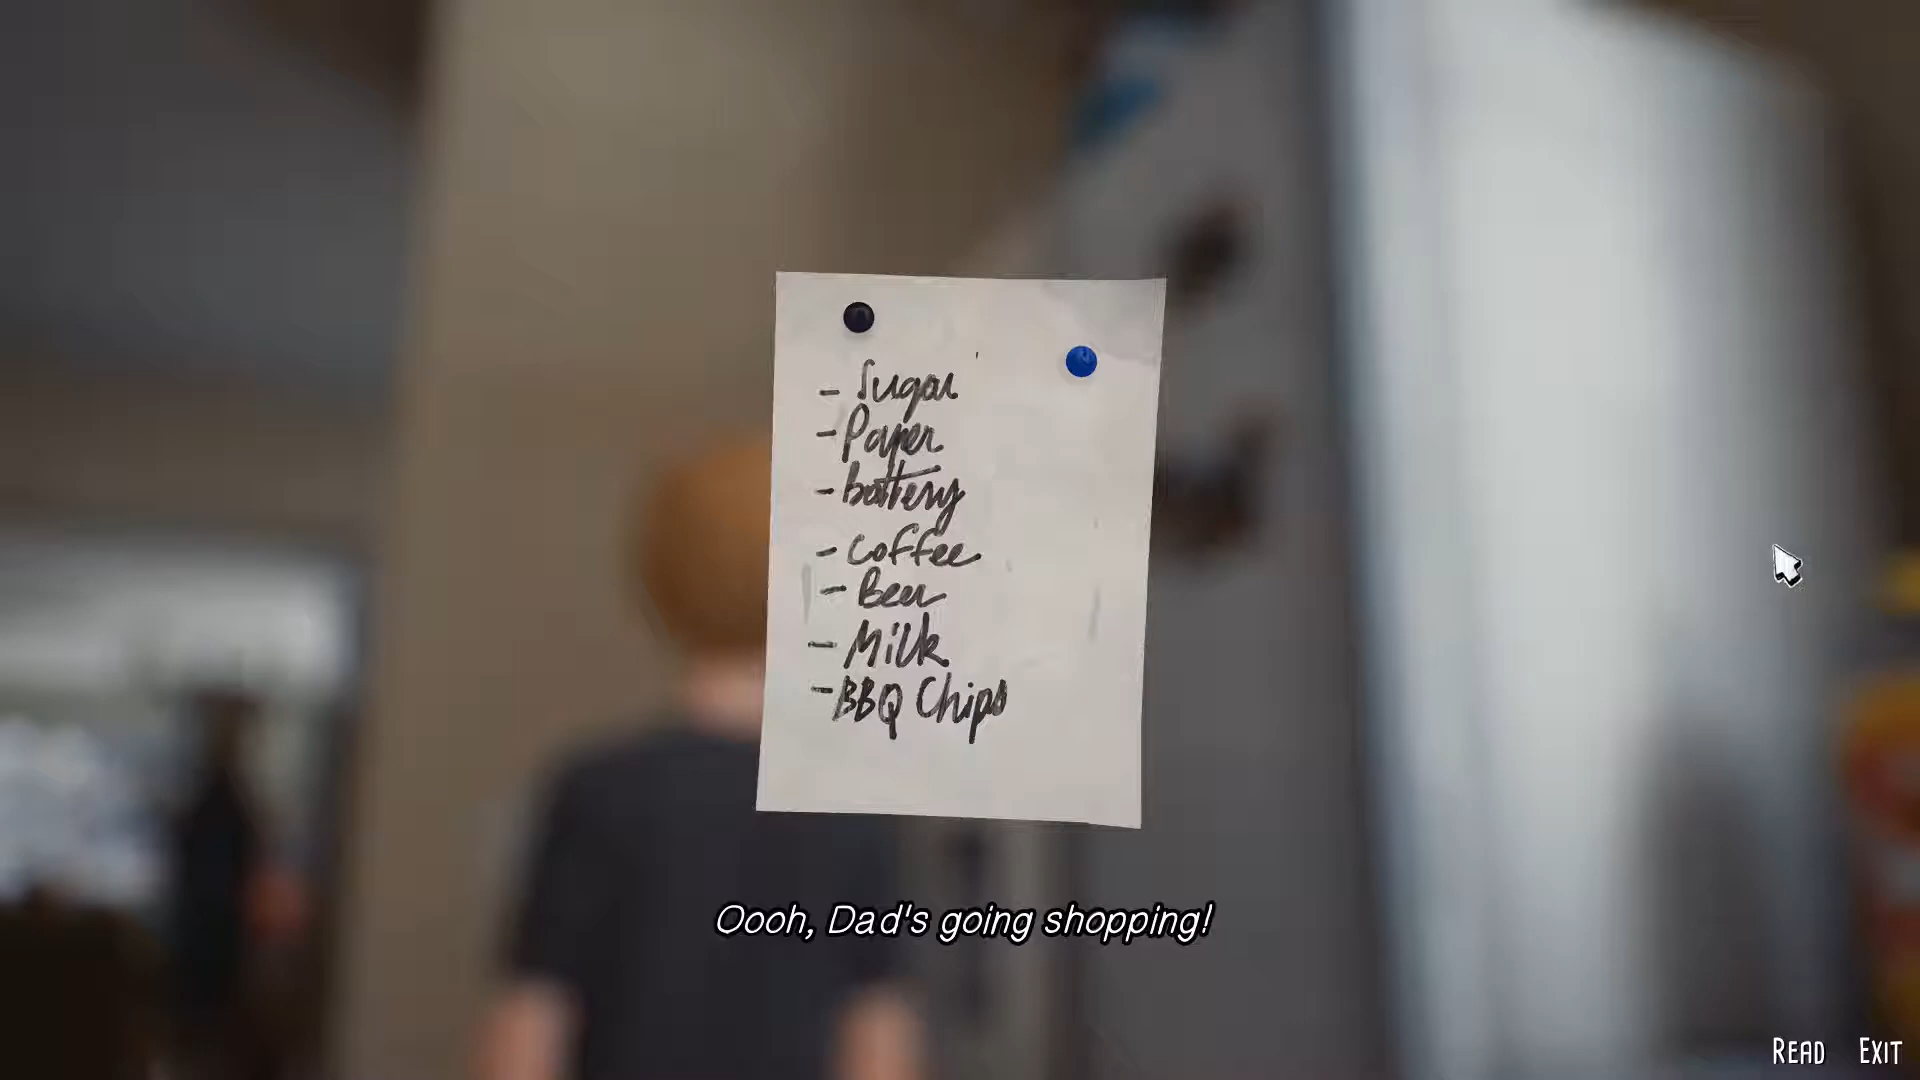 - Sugar
- Paper
- battery
- Coffee
- Beer
- Milk
- BBQ Chips
Oooh, Dad's going shopping!
READ EXIT